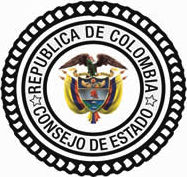 REPUBLICA DE COLOMBIA
CONSEJO DE ESTADO